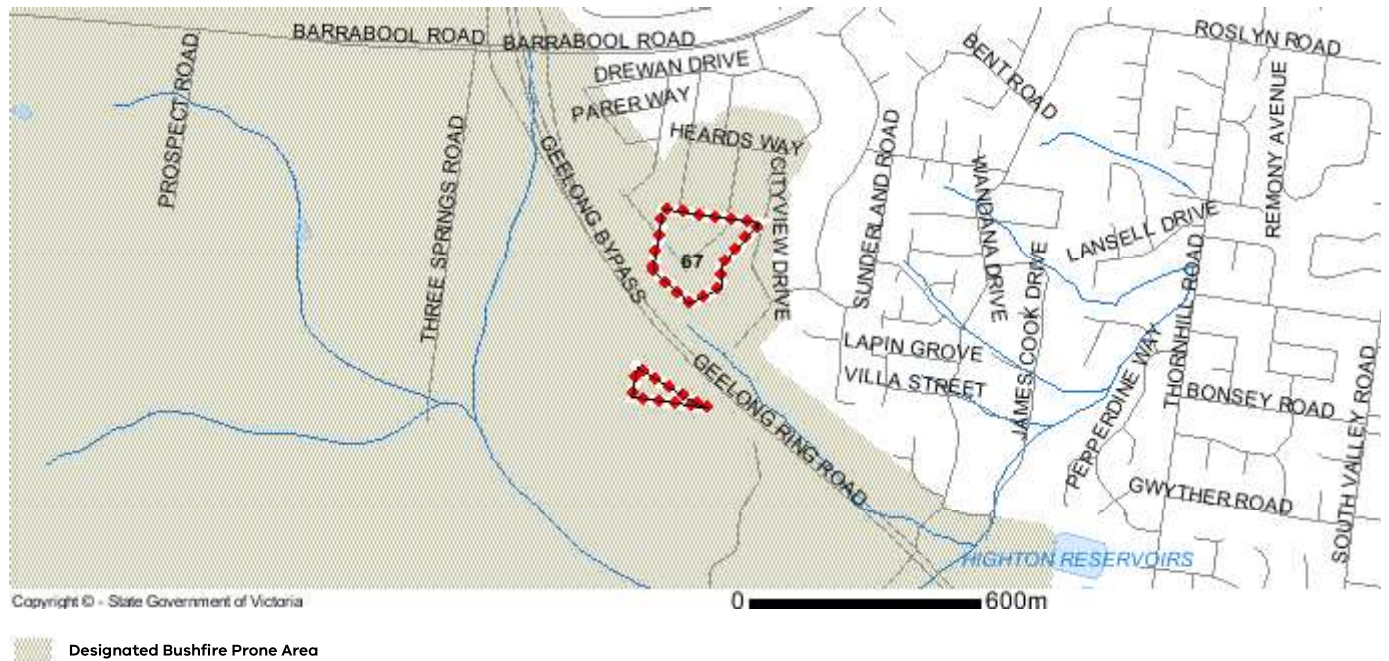 ROSLYN ROAD
BARRABOOL ROAD
BARRABOOL ROAD
BENT ROAD
PROSPECT ROAD
DREWAN DRIVE
REMONY AVENUE
PARER WAY
HEARDS WAY
THREE SPRINGS ROAD
GEELONG BYPASS
CITYVIEW DRIVE
SUNDERLAND ROAD
WANDANA DRIVE
LANSELL DRIVE
67
JAMES COOK DRIVE
THORNHILL ROAD
LAPIN GROVE
VILLA STREET
GEELONG RING ROAD
PEPPERDINE WAY
BONSEY ROAD
SOUTH VALLEY ROAD
GWYTHER ROAD
HIGHTON RESERVOIRS
Copyright © - State Government of Victoria
0 600m
Designated Bushfire Prone Area